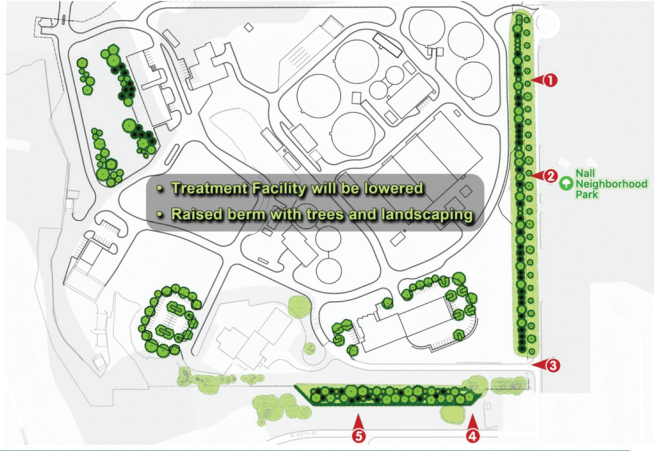 1
• Treatment Facility will be lowered
• Raised berm with trees and landscaping
2
Nall
Neighborhood
Park
3
5
4